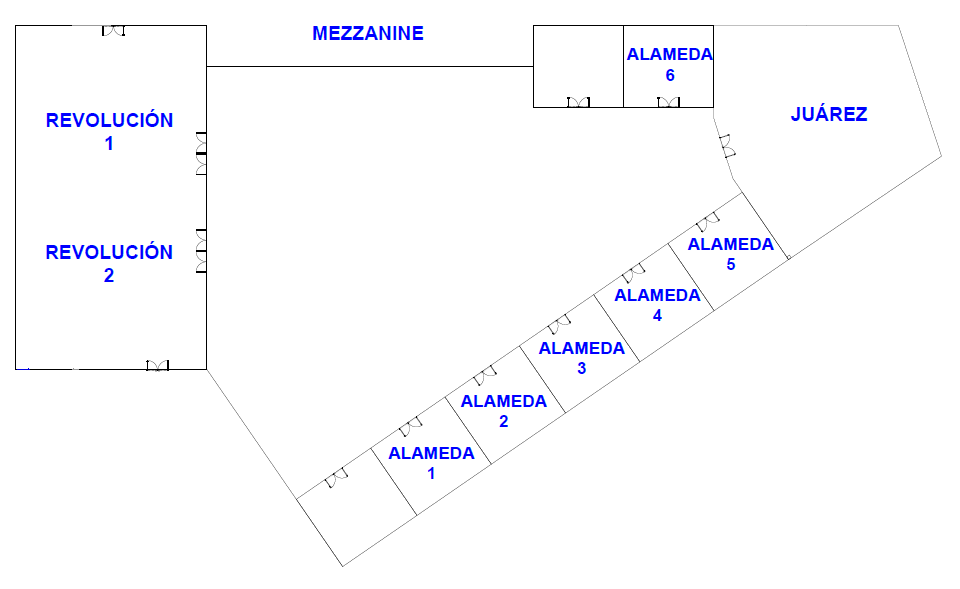 MEZZANINE
ALAMEDA
6
REVOLUCIÓN
1
JUÁREZ
REVOLUCIÓN
2
ALAMEDA
5
ALAMEDA
4
ALAMEDA
3
ALAMEDA
2
ALAMEDA
1